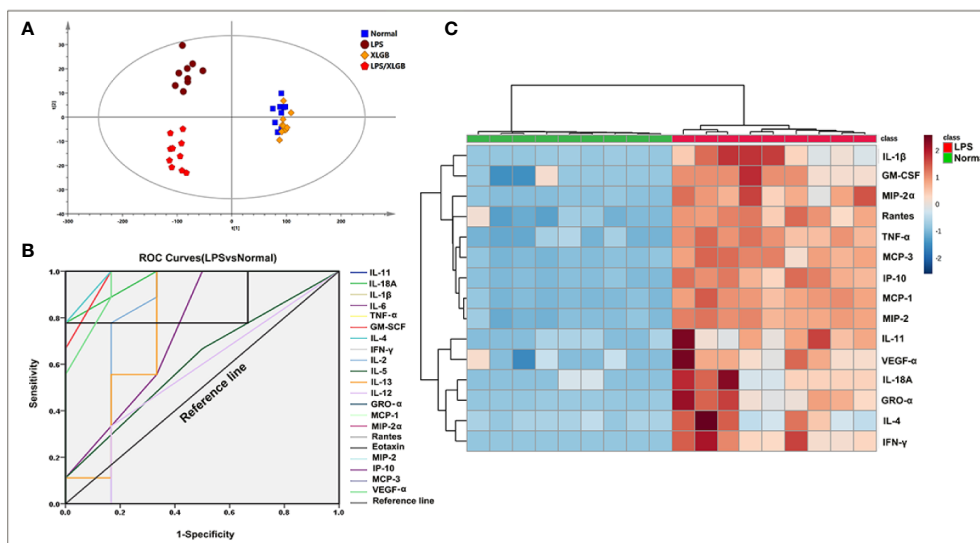 A
Normal
LPS
XLGB
LPS/XLGB
30
20
10
0
-10
-20
-30
-40
-300
-200
-100
0
100
200
t[1]
B
ROC Curves(LPSvsNormal)
1.0
0.8
0.6
0.4
0.2
0.0
0.0
0.2
0.4
0.6
0.8
1.0
Sensitivity
1-Specificity
Reference line
IL-11
IL-18A
IL-1β
IL-6
TNF-α
GM-SCF
IL-4
IFN-γ
IL-2
IL-5
IL-13
IL-12
GRO-α
MCP-1
MIP-2α
Rantes
Eotaxin
MIP-2
IP-10
MCP-3
VEGF-α
Reference line
C
class
IL-1β
GM-CSF
MIP-2α
Rantes
TNF-α
MCP-3
IP-10
MCP-1
MIP-2
IL-11
VEGF-α
IL-18A
GRO-α
IL-4
IFN-γ
2
1
0
-1
-2
class
LPS
Norma